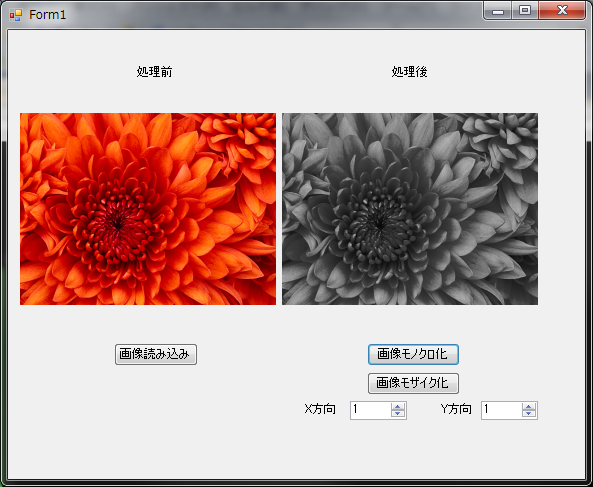 Form1
処理前
処理後
画像読み込み
画像モノクロ化
画像モザイク化
X方向 1 Y方向 1